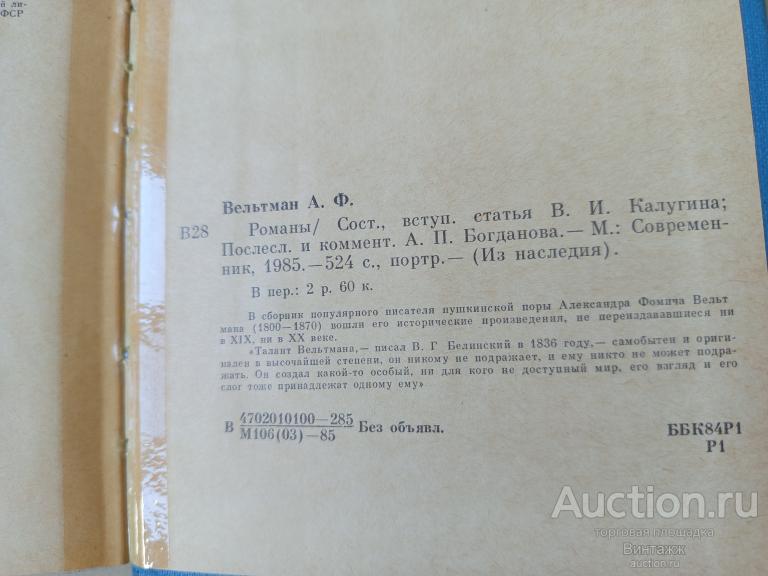 й ли-
ФСР
Вельтман А. Ф.
В28
Романы/ Сост., вступ. статья В. И. Калугина;
Послесл. и коммент. А. П. Богданова.— М.: Современ-
ник, 1985.—524 с., портр.— (Из наследия).
В пер.: 2 р. 60 к.
В сборник популярного писателя пушкинской поры Александра Фомича Вельт
мана (1800—1870) вошли его исторические произведения, не переиздававшиеся ни
в XIX, ни в XX веке.
«Талант Вельтмана,— писал В. Г Белинский в 1836 году,— самобытен и ориги-
нален в высочайшей степени, он никому не подражает, и ему никто не может подра-
жать. Он создал какой-то особый, ни для кого не доступный мир, его взгляд и его
слог тоже принадлежат одному ему»
В 4702010100—285 Без объявл.
М106(03)—85
ББК84Р1
Р1
Auction.ru
торговая площадка
Винтажж
auction.ru